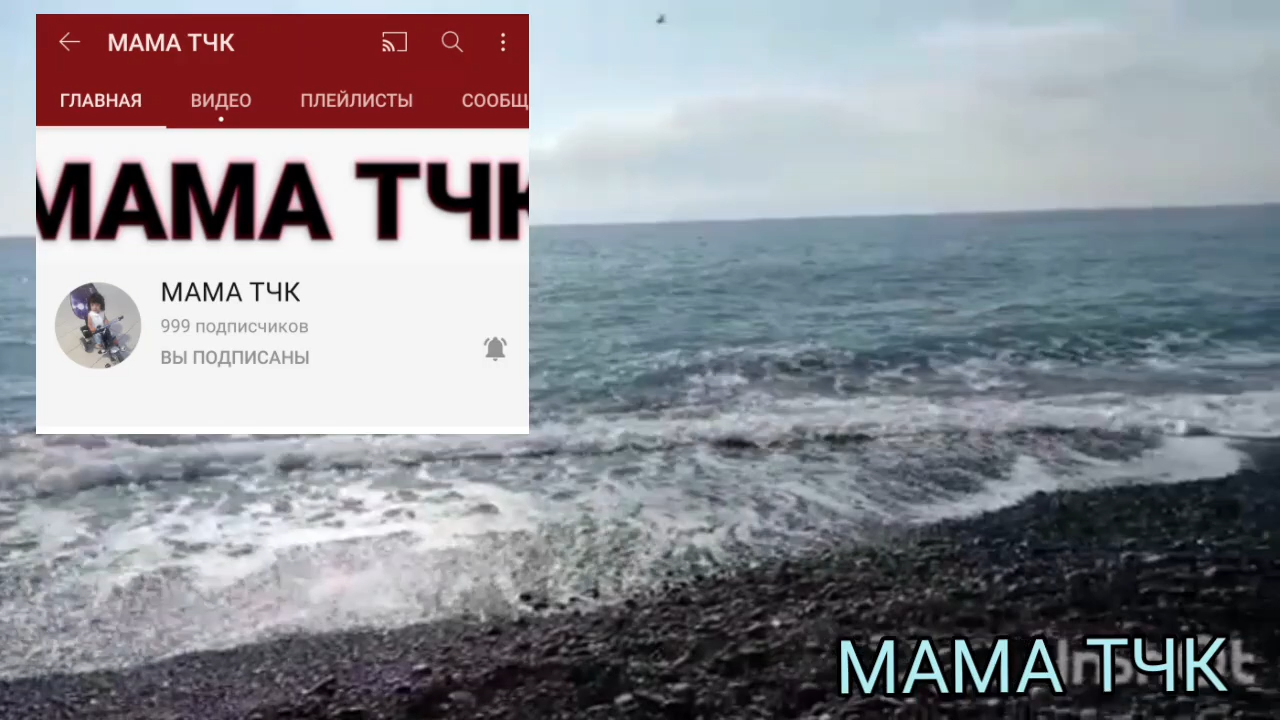 МАМА ТЧК
ГЛАВНАЯ ВИДЕО ПЛЕЙЛИСТЫ СООБЩ
МАМА ТЧК
МАМА ТЧК
999 подписчиков
ВЫ ПОДПИСАНЫ
МАМА ТЧК